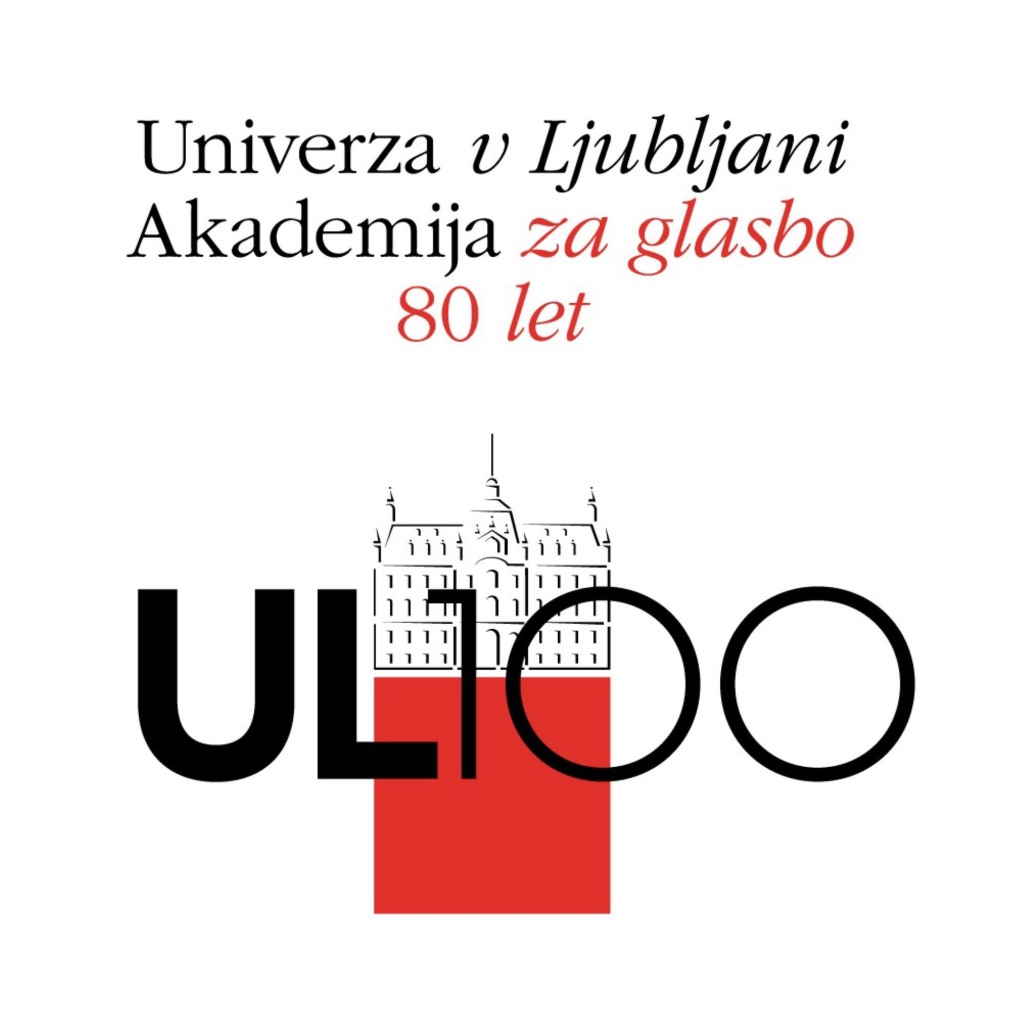 Univerza v Ljubljani
Akademija za glasbo
80 let
UL100